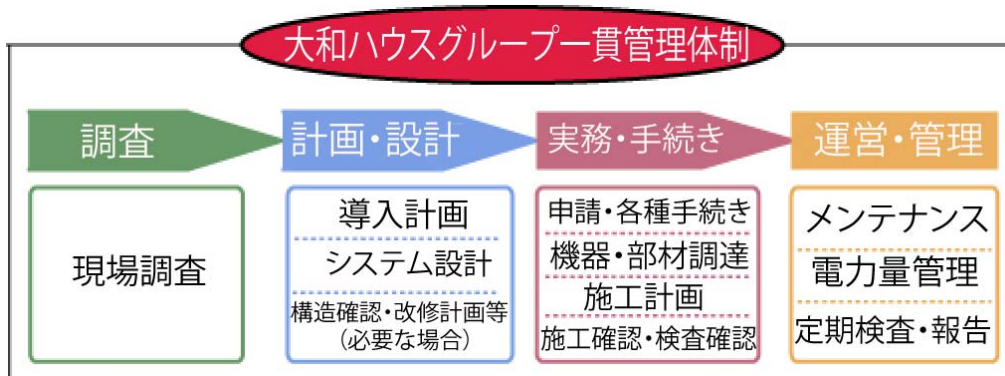 大和ハウスグループ一貫管理体制
調査
計画・設計
実務・手続き
運営・管理
現場調査
導入計画
システム設計
構造確認・改修計画等
（必要な場合）
申請・各種手続き
機器・部材調達
施工計画
施工確認・検査確認
メンテナンス
電力量管理
定期検査・報告